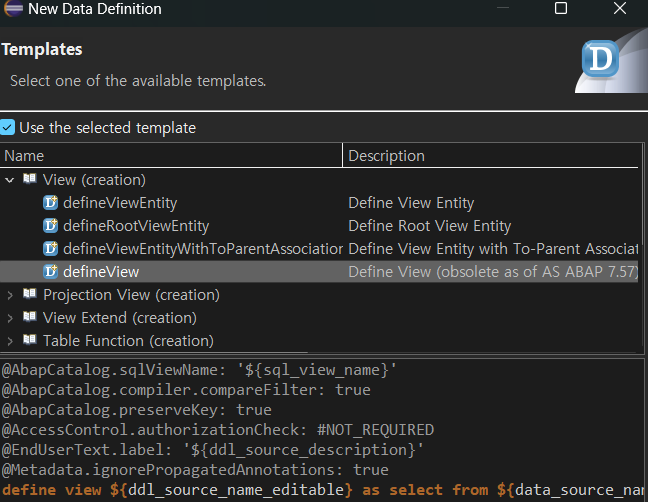 New Data Definition
Templates
Select one of the available templates.
D
Use the selected template
Name Description
View (creation)
defineViewEntity Define View Entity
defineRootViewEntity Define Root View Entity
defineViewEntityWithToParentAssociation Define View Entity with To-Parent Associat
defineView Define View (obsolete as of AS ABAP 7.57)
Projection View (creation)
View Extend (creation)
Table Function (creation)
@AbapCatalog.sqlViewName: '${sql_view_name}'
@AbapCatalog.compiler.compareFilter: true
@AbapCatalog.preserveKey: true
@AccessControl.authorizationCheck: #NOT_REQUIRED
@EndUserText.label: '${ddl_source_description}'
@Metadata.ignorePropagatedAnnotations: true
define view ${ddl_source_name_editable} as select from ${data_source_na